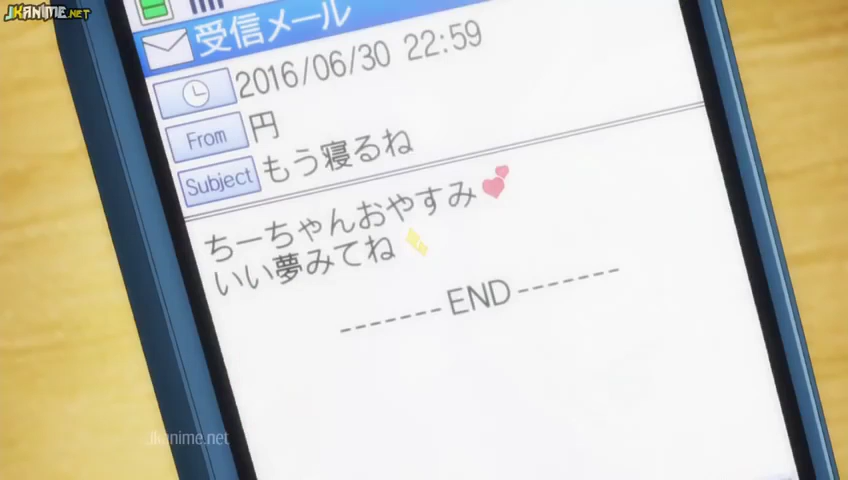 JKANIME.NET
受信メール
2016/06/30 22:59
From 円
Subject もう寝るね
ちーちゃんおやすみ💕
いい夢みてね
-------END-------
Jkanime.net